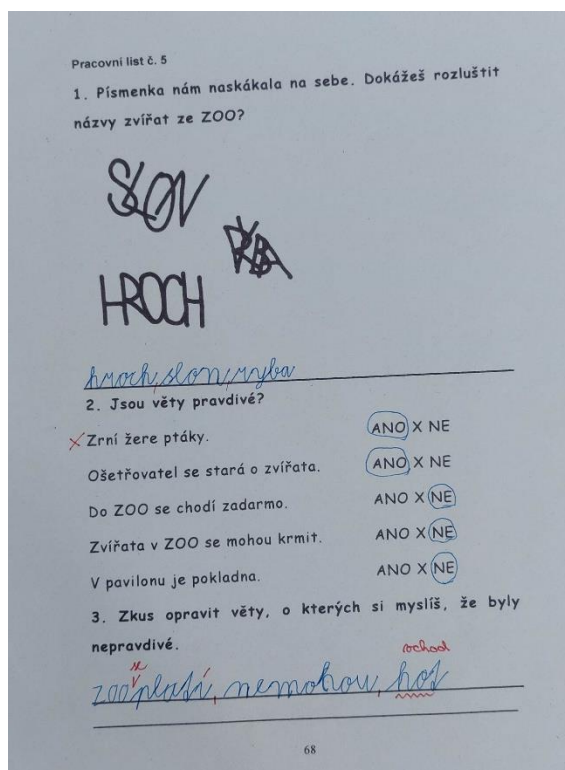 Pracovní list č. 5
1. Písmenka nám naskákala na sebe. Dokážeš rozluštit
názvy zvířat ze ZOO?
SLON
RYBA
HROCH
hroch, slon, ryba
2. Jsou věty pravdivé?
Zrní žere ptáky. ANO X NE
Ošetřovatel se stará o zvířata. ANO X NE
Do ZOO se chodí zadarmo. ANO X NE
Zvířata v ZOO se mohou krmit. ANO X NE
V pavilonu je pokladna. ANO X NE
3. Zkus opravit věty, o kterých si myslíš, že byly
nepravdivé.
se
ZOO platí, nemohou,
68